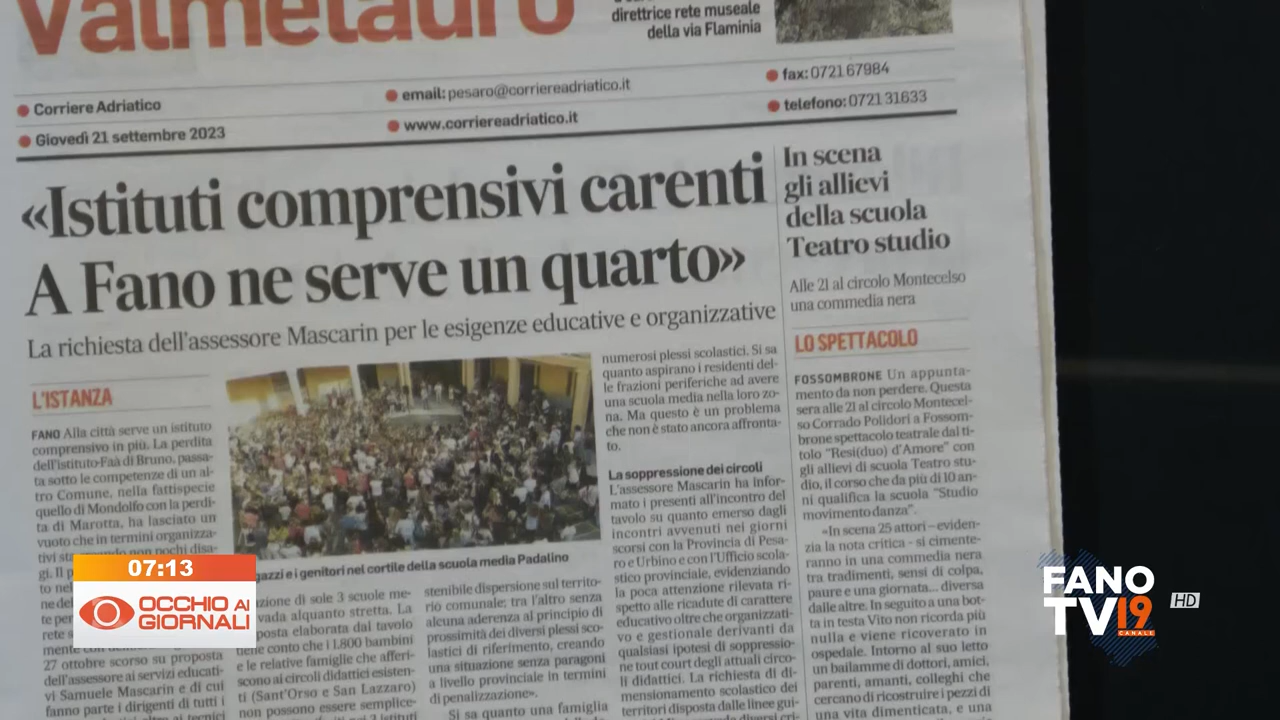 Valmetauro
direttrice rete museale
della via Flaminia
Corriere Adriatico
Giovedì 21 settembre 2023
email: pesaro@corriereadriatico.it
www.corriereadriatico.it
fax: 0721 67984
telefono: 0721 31633
«Istituti comprensivi carenti
A Fano ne serve un quarto»
La richiesta dell'assessore Mascarin per le esigenze educative e organizzative
L'ISTANZA
FANO Alla città serve un istituto
comprensivo in più. La perdita
dell'istituto Faà di Bruno, passa-
ta sotto le competenze di un al-
tro Comune, nella fattispecie
quello di Mondolfo con la perdi-
ta di Marotta, ha lasciato un
vuoto che in termini organizza-
27 ottobre scorso su proposta
dell'assessore ai servizi educati-
vi Samuele Mascarin e di cui
fanno parte i dirigenti di tutti i
gazzi e i genitori nel cortile della scuola media Padalino
zione di sole 3 scuole me-
vada alquanto stretta. La
posta elaborata dal tavolo
conto che i 1.800 bambini
e le relative famiglie che afferi-
scono ai circoli didattici esisten-
ti (Sant'Orso e San Lazzaro)
non possono essere semplice-
stenibile dispersione sul territo-
rio comunale; tra l'altro senza
alcuna aderenza al principio di
prossimità dei diversi plessi sco-
lastici di riferimento, creando
una situazione senza paragoni
a livello provinciale in termini
di penalizzazione».
Si sa quanto una famiglia
numerosi plessi scolastici. Si sa
quanto aspirano i residenti del-
le frazioni periferiche ad avere
una scuola media nella loro zo-
na. Ma questo è un problema
che non è stato ancora affronta-
to.
La soppressione dei circoli
L'assessore Mascarin ha infor-
mato i presenti all'incontro del
tavolo su quanto emerso dagli
incontri avvenuti nei giorni
scorsi con la Provincia di Pesa-
ro e Urbino e con l'Ufficio scola-
stico provinciale, evidenziando
la poca attenzione rilevata ri-
spetto alle ricadute di carattere
educativo oltre che organizzati-
vo e gestionale derivanti da
qualsiasi ipotesi di soppressio-
ne tout court degli attuali circo-
li didattici. La richiesta di di-
mensionamento scolastico dei
territori disposta dalle linee gui-
In scena
gli allievi
della scuola
Teatro studio
Alle 21 al circolo Montecelso
una commedia nera
LO SPETTACOLO
FOSSOMBRONE Un appunta-
mento da non perdere. Questa
sera alle 21 al circolo Montecel-
so Corrado Polidori a Fossom-
brone spettacolo teatrale dal ti-
tolo "Resi(duo) d'Amore" con
gli allievi di scuola Teatro stu-
dio, il corso che da più di 10 an-
ni qualifica la scuola "Studio
movimento danza".
«In scena 25 attori – eviden-
zia la nota critica - si cimente-
ranno in una commedia nera
tra tradimenti, sensi di colpa,
paure e una giornata... diversa
dalle altre. In seguito a una bot-
ta in testa Vito non ricorda più
nulla e viene ricoverato in
ospedale. Intorno al suo letto
un bailamme di dottori, amici,
parenti, amanti, colleghi che
cercano di ricostruire i pezzi di
una vita dimenticata, e una
07:13
OCCHIO AI
GIORNALI
FANO
TV19
CANALE
HD